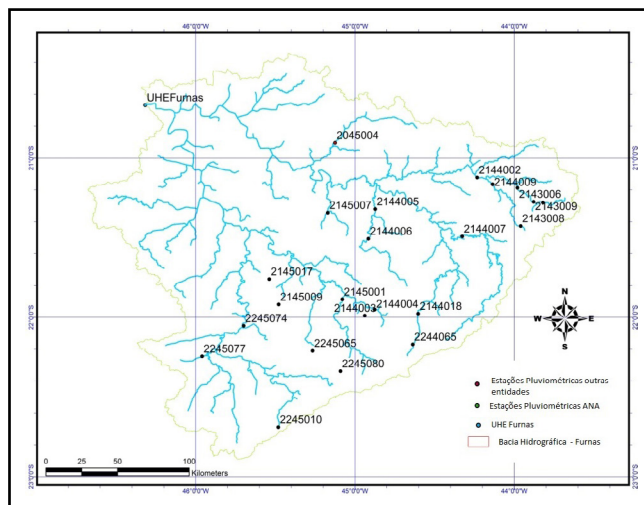 46°0'0"O
45°0'0"O
44°0'0"O
UHEFurnas
2045004
21°0'0"S
21°0'0"S
2144002
2144009
2143006
2145007
2144005
2143009
2143008
2144006
2144007
2145017
2145009
2145001
2144003
2144004
2144018
2245074
22°0'0"S
22°0'0"S
2245077
2245065
2244065
2245080
2245010
N
W
E
S
Estações Pluviométricas outras
entidades
Estações Pluviométricas ANA
UHE Furnas
Bacia Hidrográfica - Furnas
0 25 50 100
Kilometers
23°0'0"S
23°0'0"S
46°0'0"O
45°0'0"O
44°0'0"O